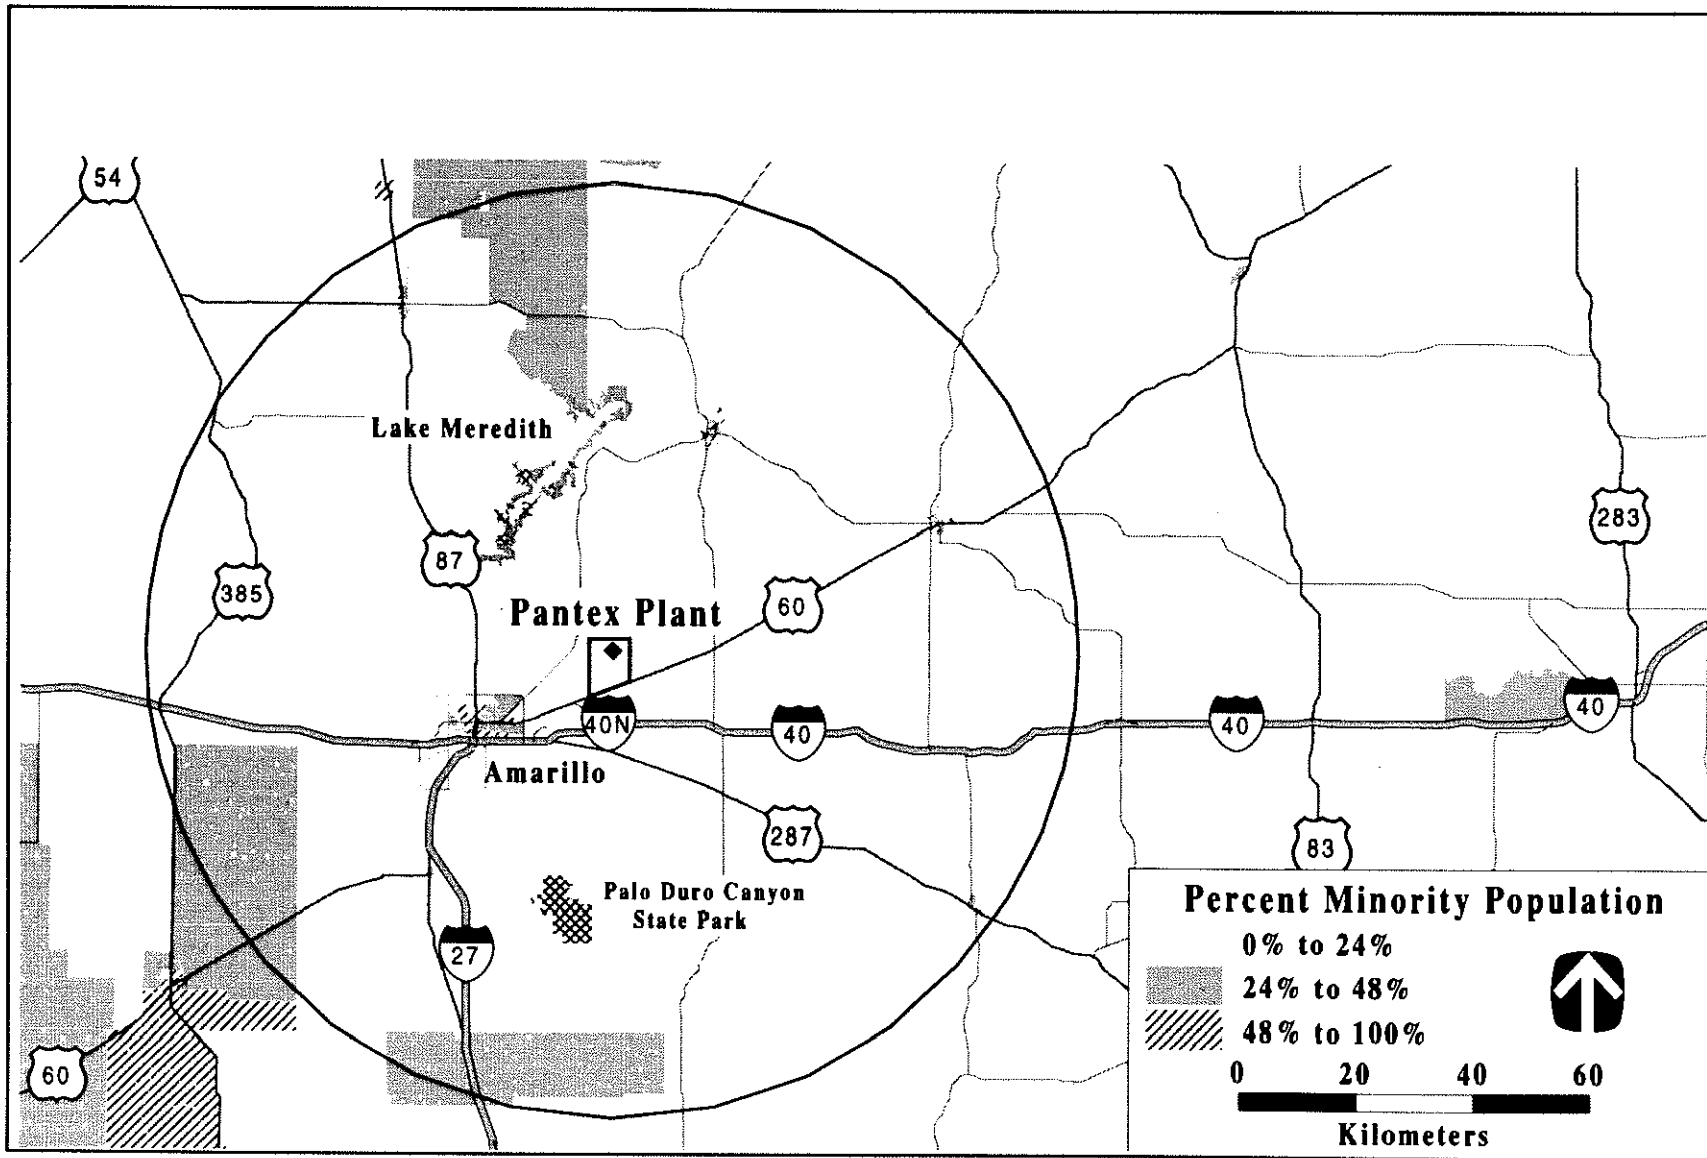 54
Lake Meredith
283
87
385
60
Pantex Plant
40N
40
40
40
Amarillo
287
83
Palo Duro Canyon
State Park
27
60
Percent Minority Population
0% to 24%
24% to 48%
48% to 100%
0 20 40 60
Kilometers